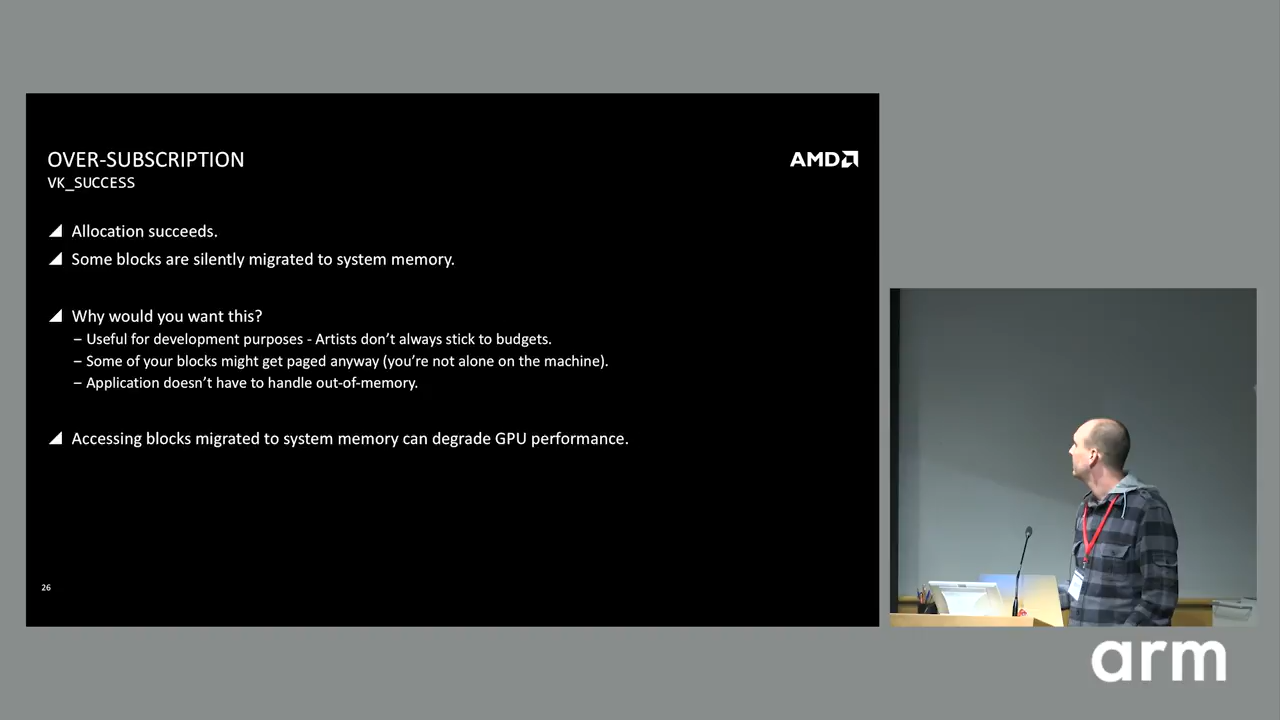 OVER-SUBSCRIPTION
VK_SUCCESS
AMD
Allocation succeeds.
Some blocks are silently migrated to system memory.
Why would you want this?
– Useful for development purposes - Artists don't always stick to budgets.
– Some of your blocks might get paged anyway (you're not alone on the machine).
– Application doesn't have to handle out-of-memory.
Accessing blocks migrated to system memory can degrade GPU performance.
26
arm